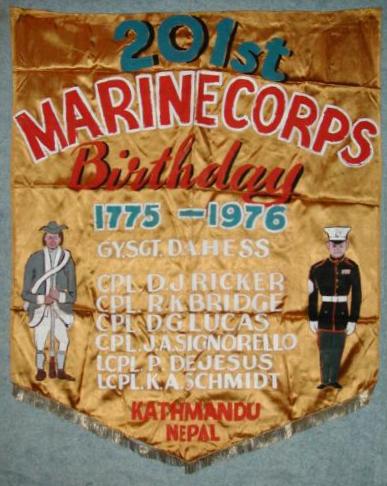 201st
MARINE CORPS
Birthday
1775 - 1976
GY.SGT. D.A.HESS
CPL. D.J.RICKER
CPL. R.K.BRIDGE
CPL. D.G.LUCAS
CPL. J.A.SIGNORELLO
LCPL. P. DEJESUS
LCPL. K.A.SCHMIDT
KATHMANDU
NEPAL